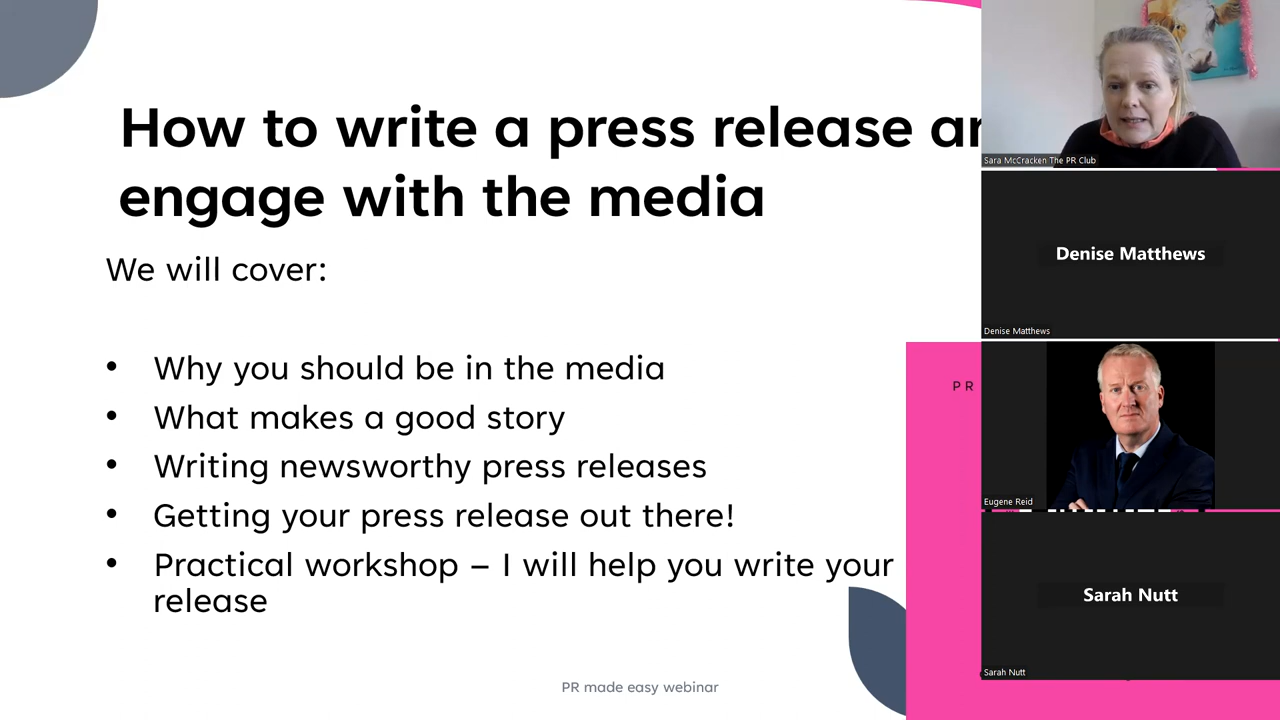 How to write a press release an
engage with the media
We will cover:
• Why you should be in the media
• What makes a good story
• Writing newsworthy press releases
• Getting your press release out there!
• Practical workshop – I will help you write your
release
PR made easy webinar
PR
Sara McCracken The PR Club
Denise Matthews
Denise Matthews
Eugene Reid
Sarah Nutt
Sarah Nutt